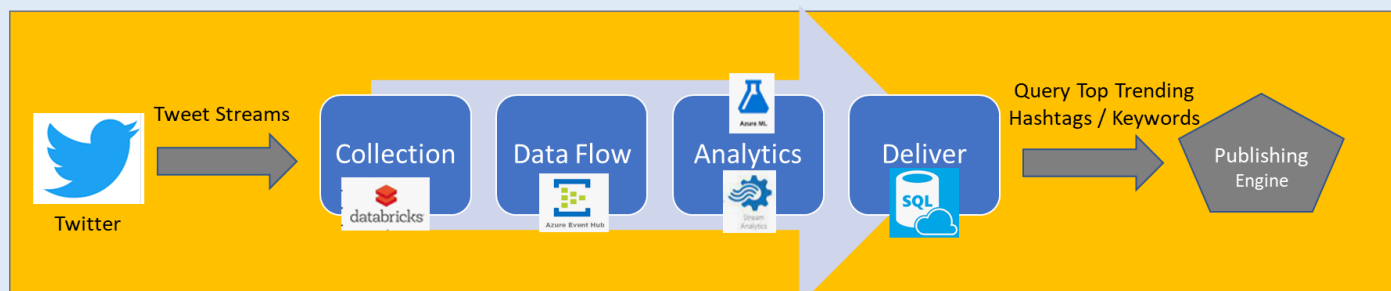 Tweet Streams
Twitter
Collection
databricks
Data Flow
Azure Event Hub
Azure ML
Analytics
Stream
Analytics
Deliver
SQL
Query Top Trending
Hashtags / Keywords
Publishing
Engine